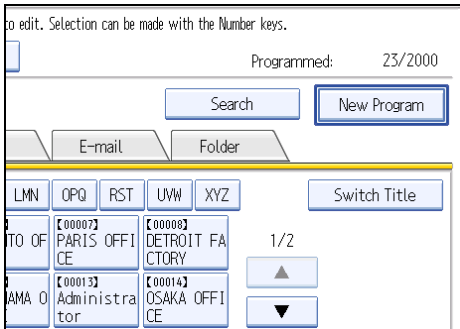 to edit. Selection can be made with the Number keys.
Programmed: 23/2000
Search New Program
E-mail Folder
LMN OPQ RST UVW XYZ Switch Title
【00007】 【00008】
TO OF PARIS OFFI DETROIT FA 1/2
CE CTORY
【00013】 【00014】
AMA O Administra OSAKA OFFI
tor CE